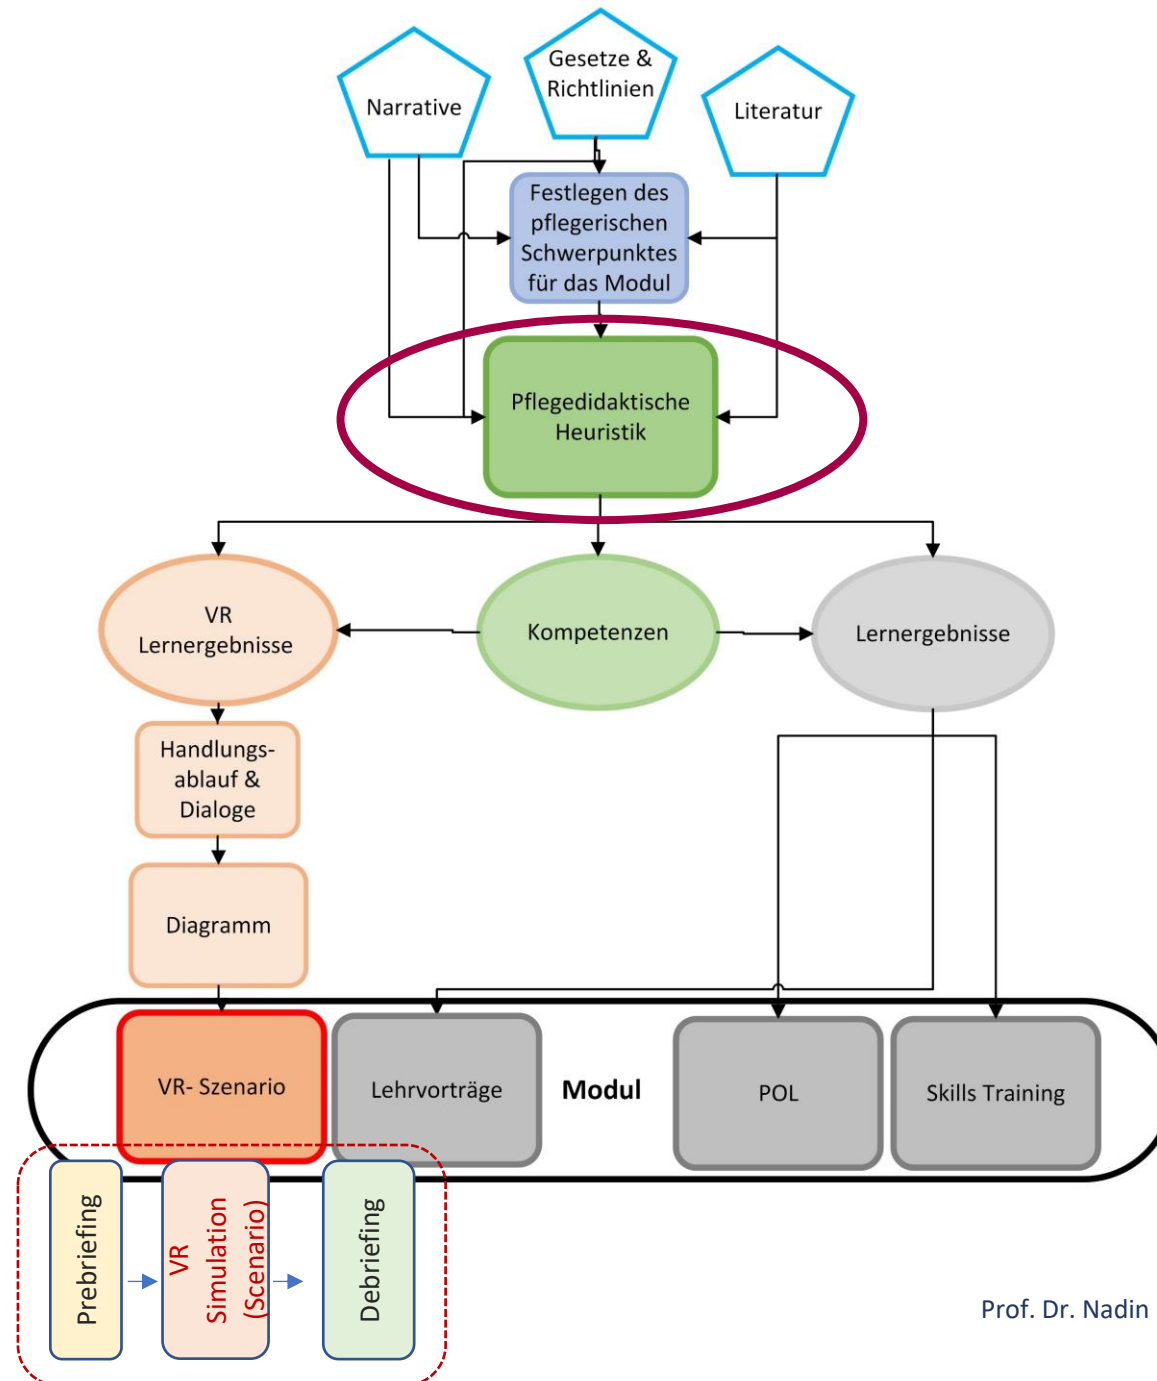 Narrative
Gesetze &
Richtlinien
Literatur
Festlegen des
pflegerischen
Schwerpunktes
für das Modul
Pflegedidaktische
Heuristik
VR
Lernergebnisse
Kompetenzen
Lernergebnisse
Handlungs-
ablauf &
Dialoge
Diagramm
VR- Szenario
Lehrvorträge
Modul
POL
Skills Training
Prebriefing
VR
Simulation
(Scenario)
Debriefing
Prof. Dr. Nadin